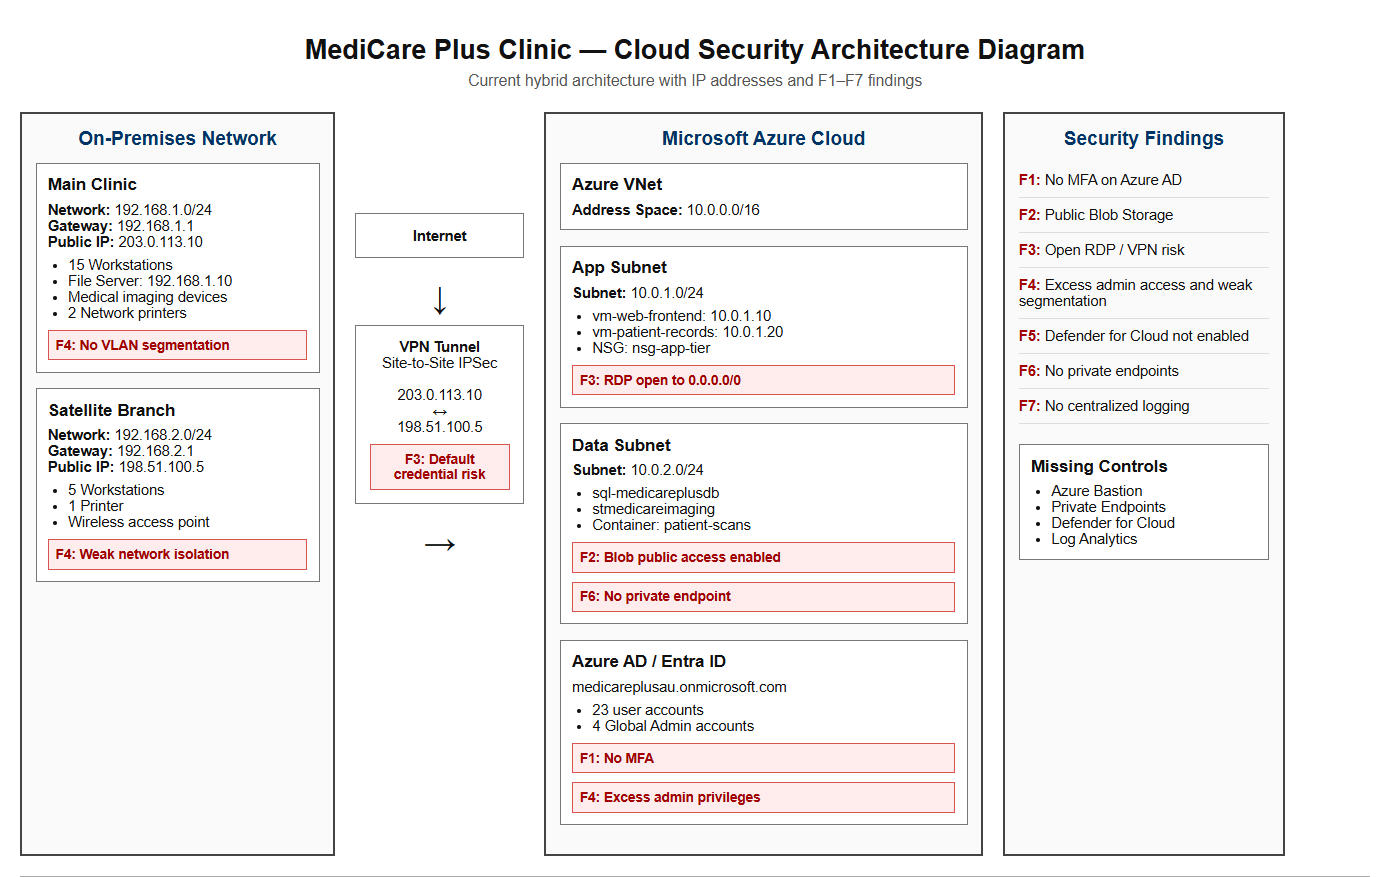 MediCare Plus Clinic — Cloud Security Architecture Diagram
Current hybrid architecture with IP addresses and F1–F7 findings
On-Premises Network
Main Clinic
Network: 192.168.1.0/24
Gateway: 192.168.1.1
Public IP: 203.0.113.10
• 15 Workstations
• File Server: 192.168.1.10
• Medical imaging devices
• 2 Network printers
F4: No VLAN segmentation
Satellite Branch
Network: 192.168.2.0/24
Gateway: 192.168.2.1
Public IP: 198.51.100.5
• 5 Workstations
• 1 Printer
• Wireless access point
F4: Weak network isolation
Internet
↓
VPN Tunnel
Site-to-Site IPSec
203.0.113.10
↔
198.51.100.5
F3: Default
credential risk
→
Microsoft Azure Cloud
Azure VNet
Address Space: 10.0.0.0/16
App Subnet
Subnet: 10.0.1.0/24
• vm-web-frontend: 10.0.1.10
• vm-patient-records: 10.0.1.20
• NSG: nsg-app-tier
F3: RDP open to 0.0.0.0/0
Data Subnet
Subnet: 10.0.2.0/24
• sql-medicareplusdb
• stmedicareimaging
• Container: patient-scans
F2: Blob public access enabled
F6: No private endpoint
Azure AD / Entra ID
medicareplusau.onmicrosoft.com
• 23 user accounts
• 4 Global Admin accounts
F1: No MFA
F4: Excess admin privileges
Security Findings
F1: No MFA on Azure AD
F2: Public Blob Storage
F3: Open RDP / VPN risk
F4: Excess admin access and weak
segmentation
F5: Defender for Cloud not enabled
F6: No private endpoints
F7: No centralized logging
Missing Controls
• Azure Bastion
• Private Endpoints
• Defender for Cloud
• Log Analytics